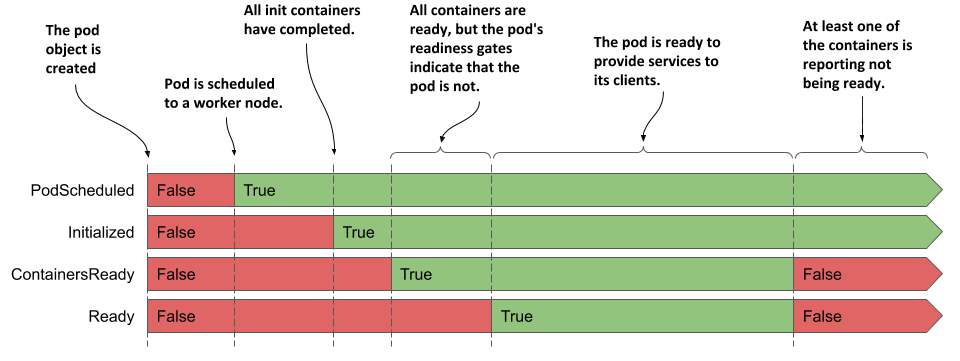 The pod
object is
created
Pod is scheduled
to a worker node.
All init containers
have completed.
All containers are
ready, but the pod's
readiness gates
indicate that the
pod is not.
The pod is ready to
provide services to
its clients.
At least one of
the containers is
reporting not
being ready.
PodScheduled False True
Initialized False True
ContainersReady False True False
Ready False True False